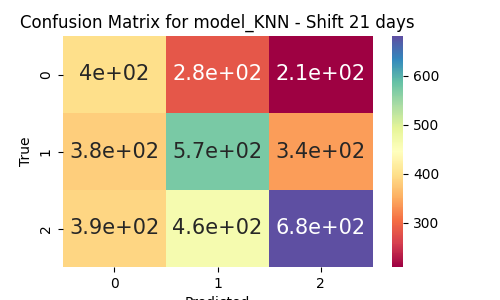 Confusion Matrix for model_KNN - Shift 21 days
0 4e+02 2.8e+02 2.1e+02
1 3.8e+02 5.7e+02 3.4e+02
2 3.9e+02 4.6e+02 6.8e+02
True
0 1 2
Predicted
600
500
400
300